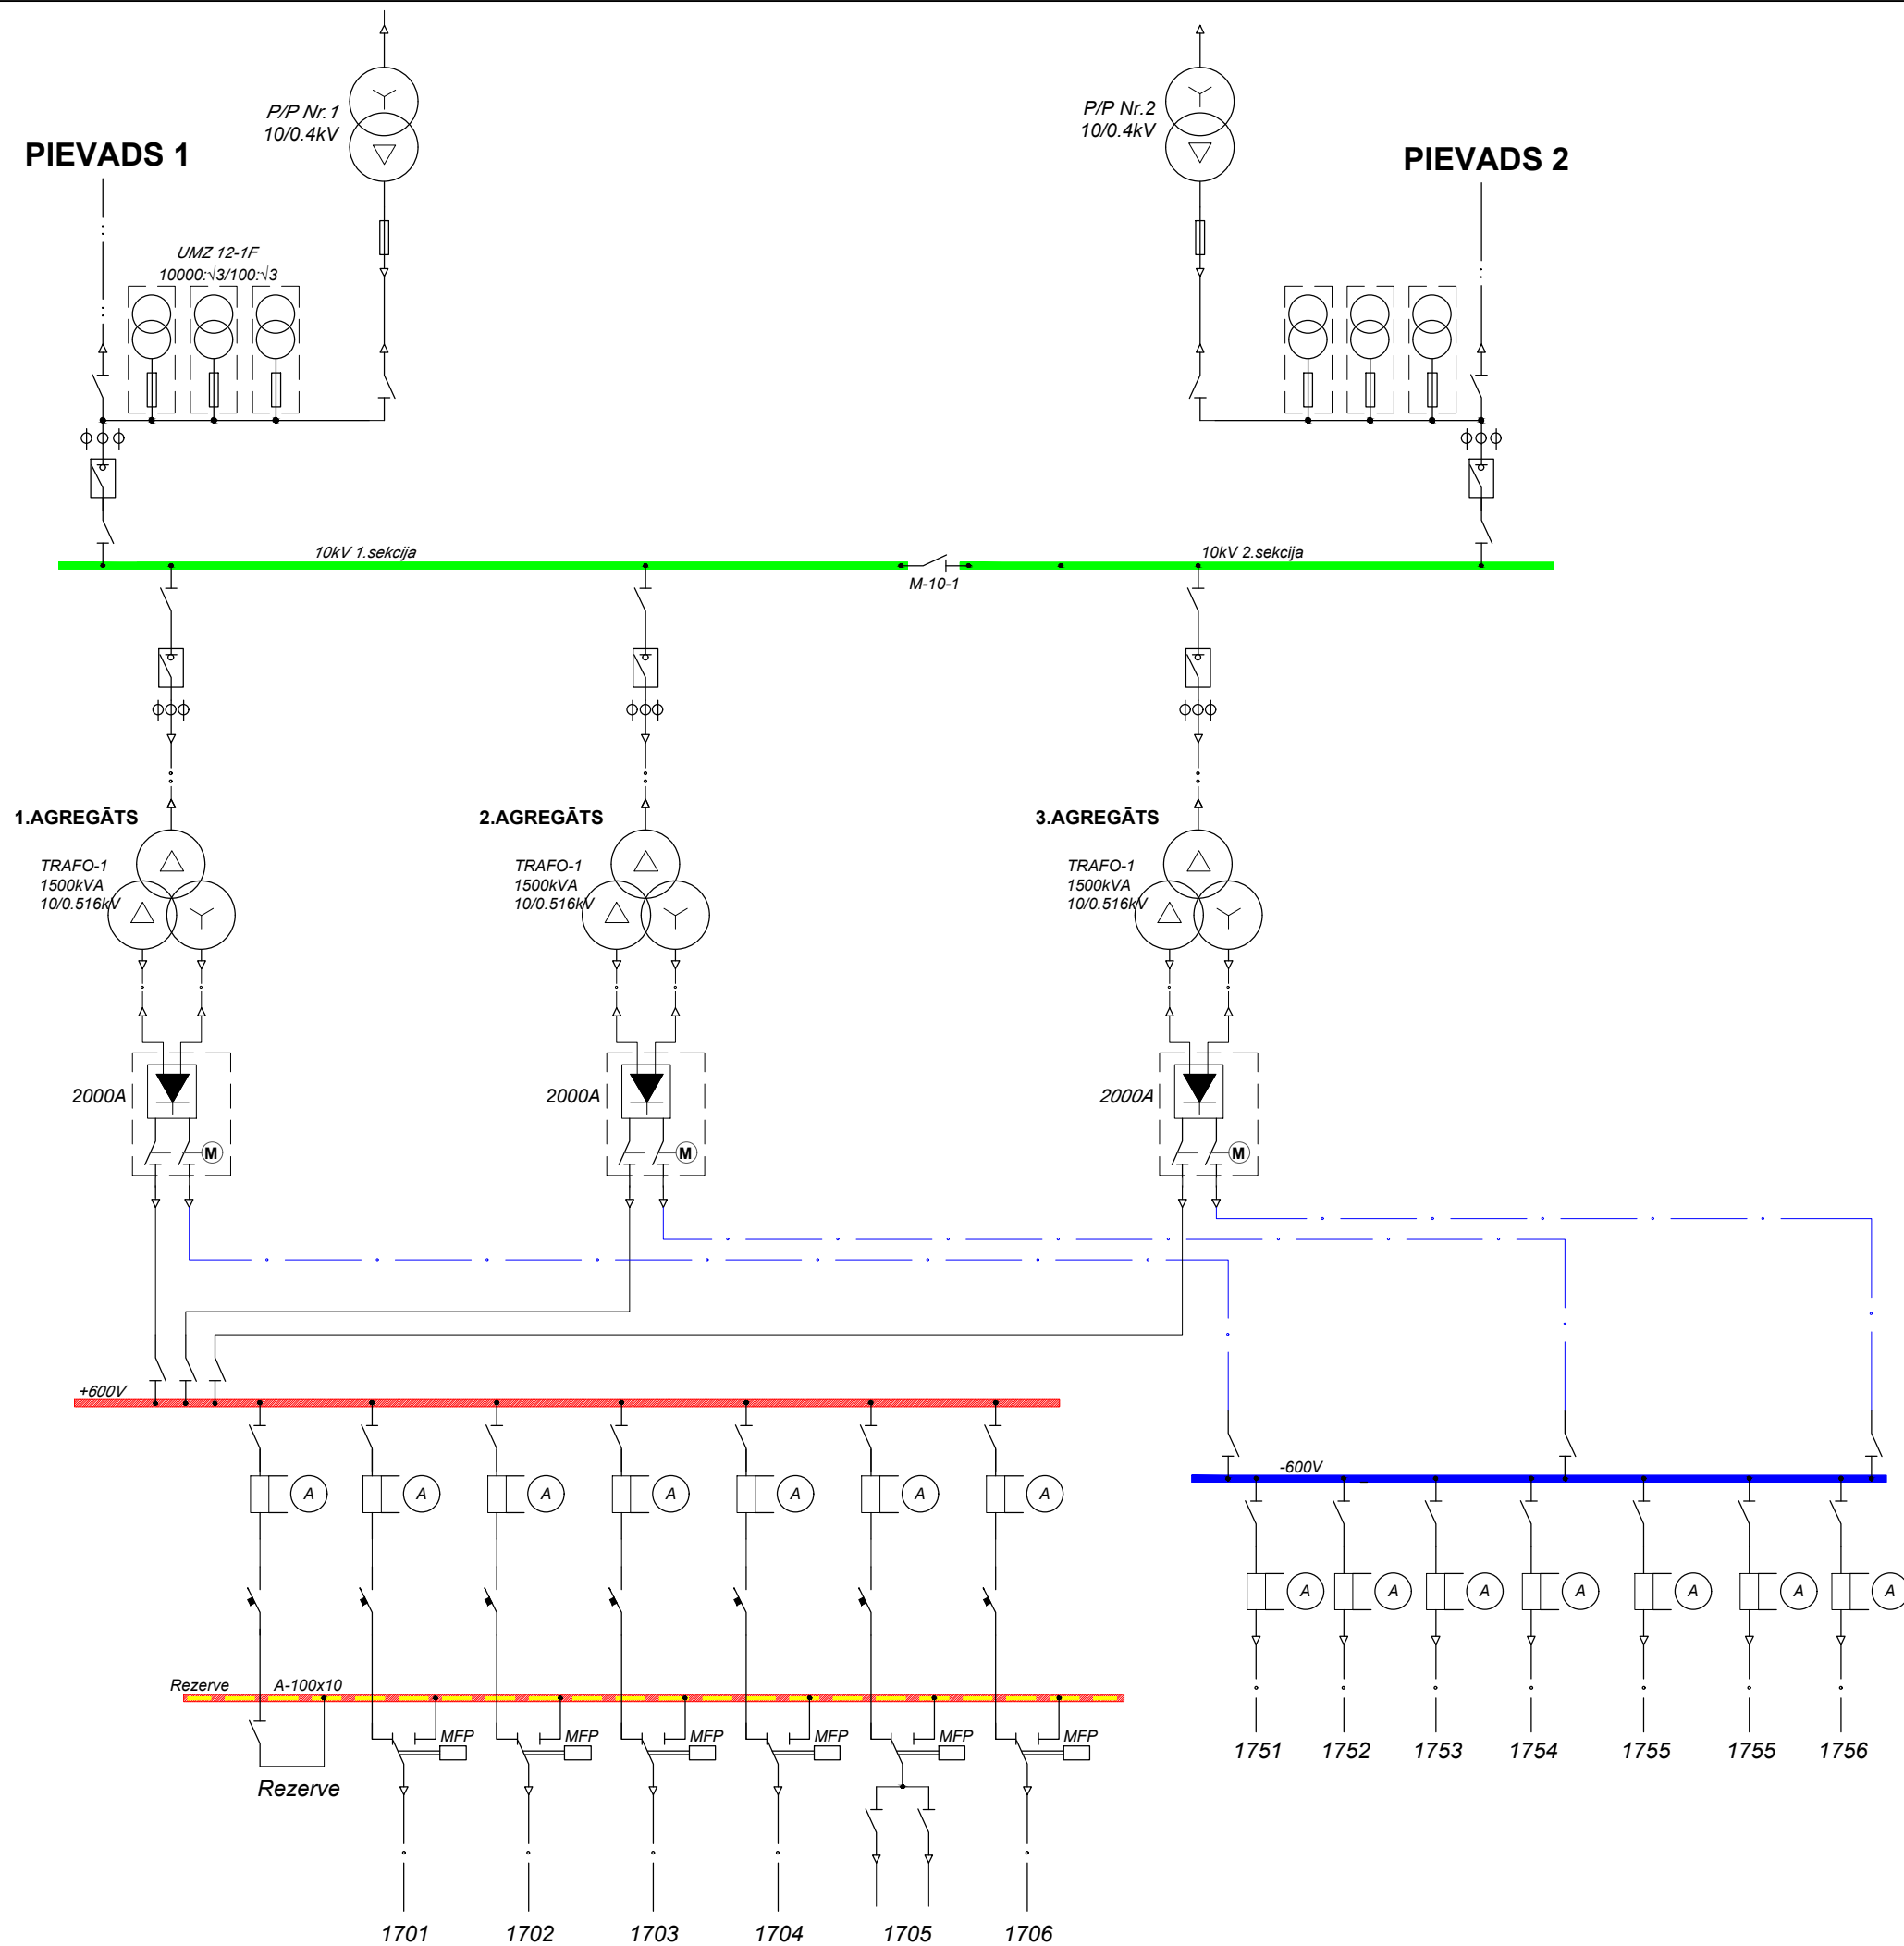 P/P Nr.1
10/0.4kV
P/P Nr.2
10/0.4kV
PIEVADS 1
PIEVADS 2
UMZ 12-1F
10000:√3/100:√3
10kV 1.sekcija
10kV 2.sekcija
M-10-1
1.AGREGĀTS
2.AGREGĀTS
3.AGREGĀTS
TRAFO-1
1500kVA
10/0.516kV
TRAFO-1
1500kVA
10/0.516kV
TRAFO-1
1500kVA
10/0.516kV
2000A
2000A
2000A
M
M
M
+600V
-600V
A
A
A
A
A
A
A
A
A
A
A
A
A
A
Rezerve
A-100x10
MFP
MFP
MFP
MFP
MFP
MFP
1751
1752
1753
1754
1755
1755
1756
Rezerve
1701
1702
1703
1704
1705
1706